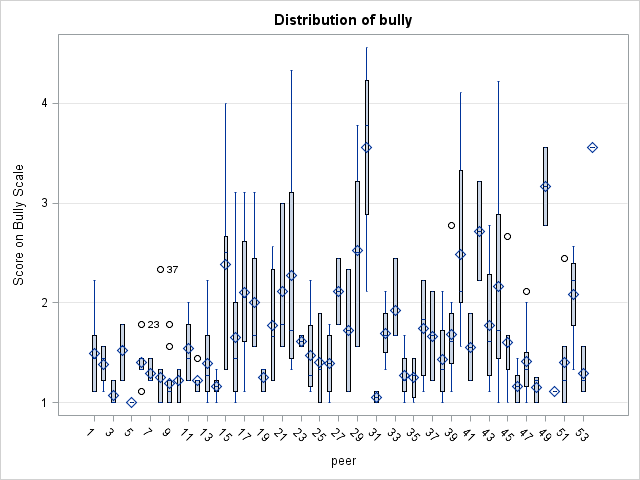 Distribution of bully
Score on Bully Scale
4
3
2
1
37
23
1 3 5 7 9 11 13 15 17 19 21 23 25 27 29 31 33 35 37 39 41 43 45 47 49 51 53
peer